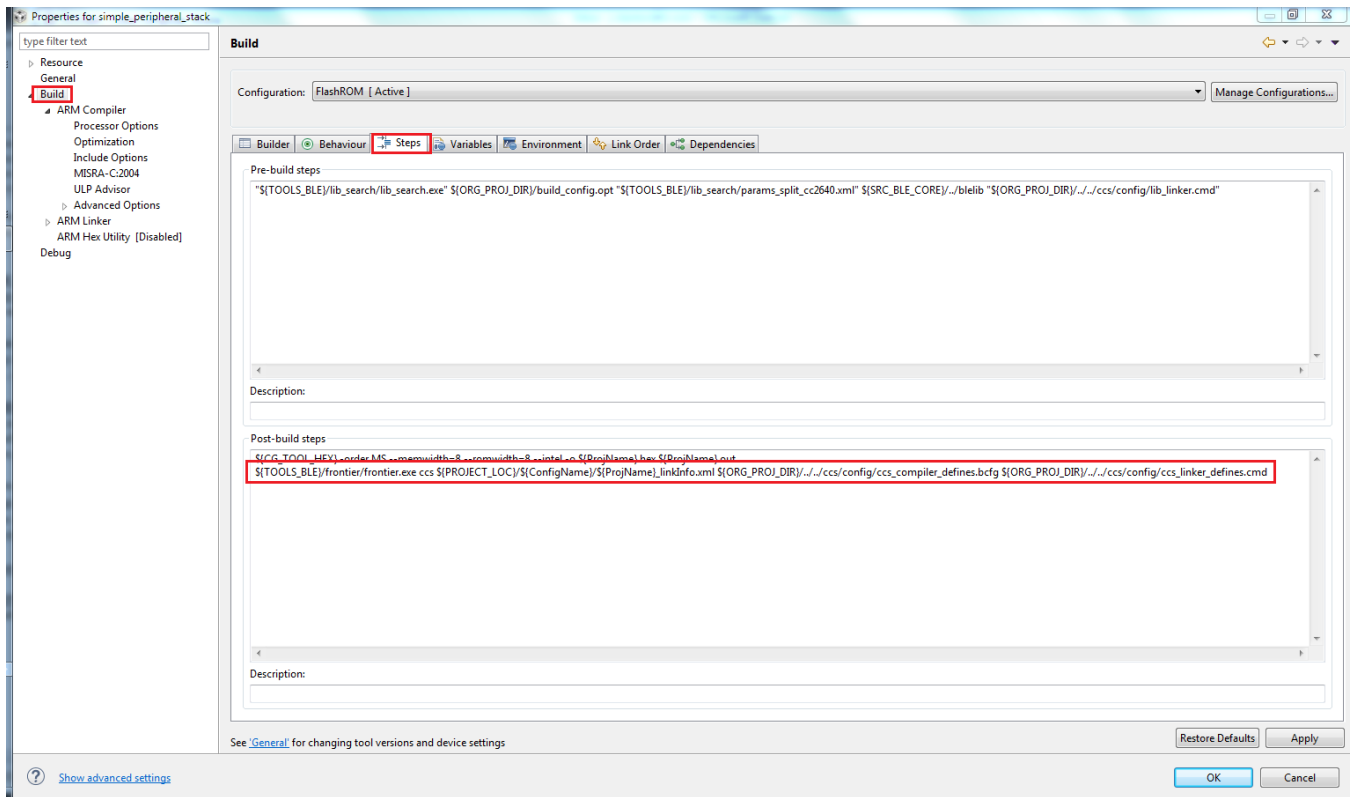 Properties for simple_peripheral_stack
type filter text
Resource
General
Build
ARM Compiler
Processor Options
Optimization
Include Options
MISRA-C:2004
ULP Advisor
Advanced Options
ARM Linker
ARM Hex Utility [Disabled]
Debug
Build
Configuration: FlashROM [ Active ] Manage Configurations...
Builder Behaviour Steps Variables Environment Link Order Dependencies
Pre-build steps
"${TOOLS_BLE}/lib_search/lib_search.exe" ${ORG_PROJ_DIR}/build_config.opt "${TOOLS_BLE}/lib_search/params_split_cc2640.xml" ${SRC_BLE_CORE}/../blelib "${ORG_PROJ_DIR}/../../ccs/config/lib_linker.cmd"
Description:
Post-build steps
${CG_TOOL_HEX} -order MS --memwidth=8 --romwidth=8 --intel -o ${ProjName}.hex ${ProjName}.out
${TOOLS_BLE}/frontier/frontier.exe ccs ${PROJECT_LOC}/${ConfigName}/${ProjName}_linkInfo.xml ${ORG_PROJ_DIR}/../../ccs/config/ccs_compiler_defines.bcfg ${ORG_PROJ_DIR}/../../ccs/config/ccs_linker_defines.cmd
Description:
See 'General' for changing tool versions and device settings
Restore Defaults Apply
? Show advanced settings
OK Cancel